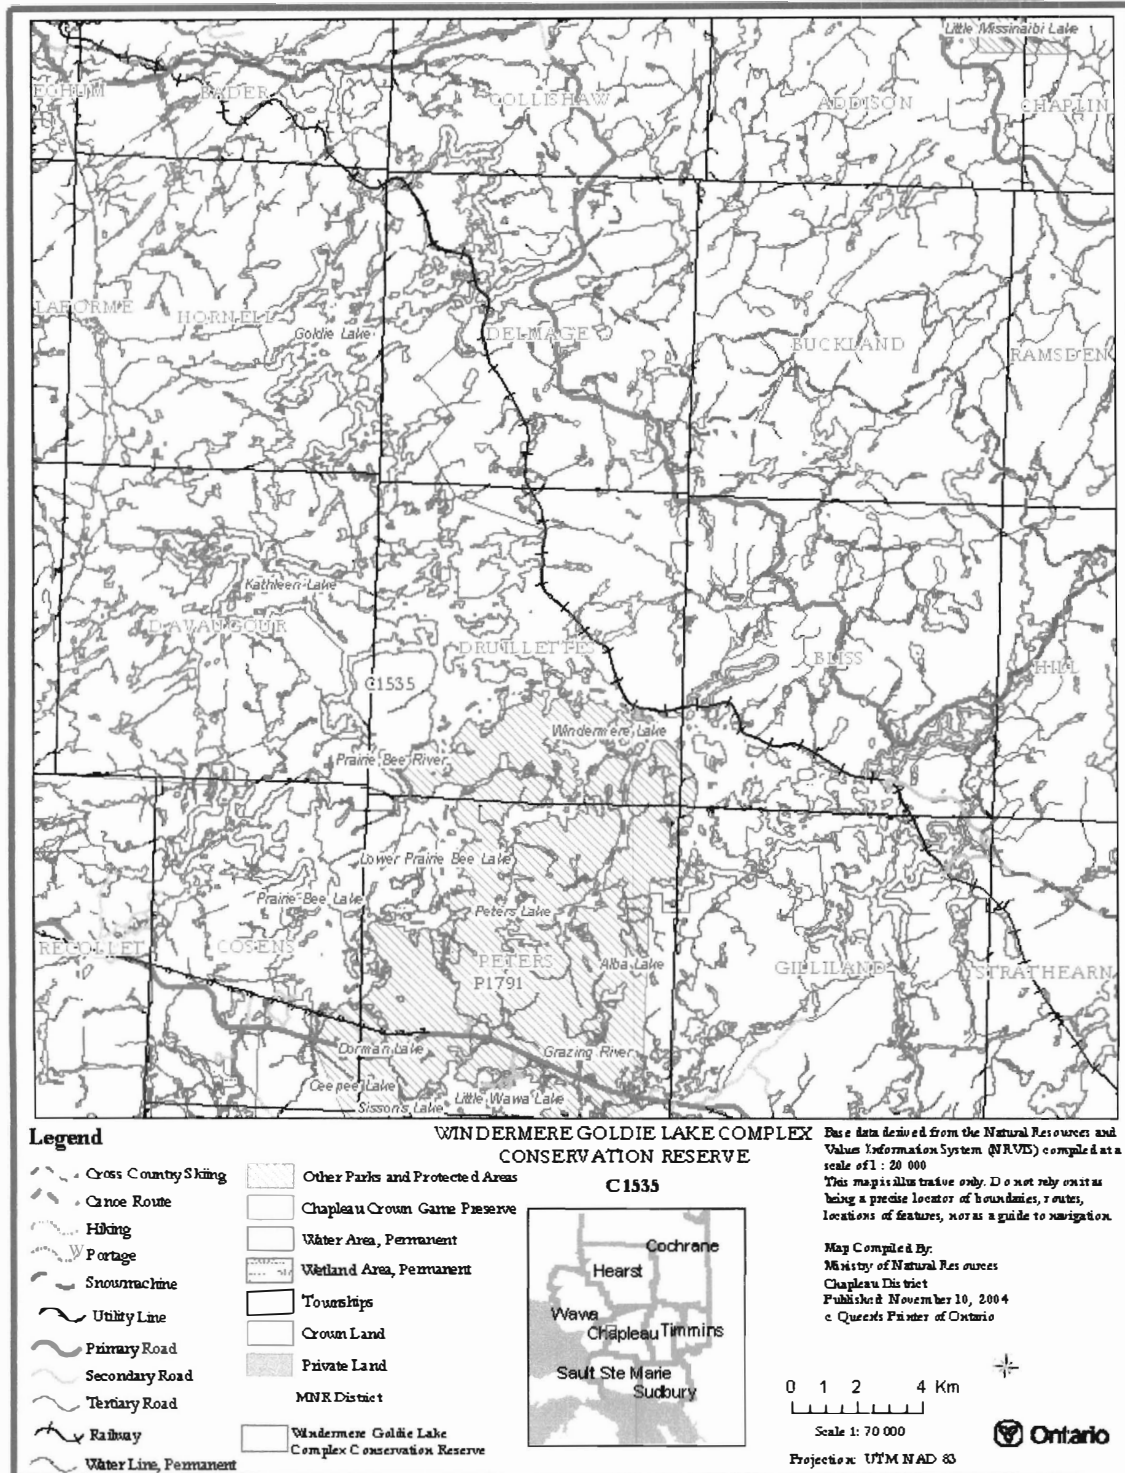 Little Missinaibi Lake
ECHUM
BADER
COLLISHAW
ADDISON
CHAPLIN
LAFORME
HORNELL
Goldie Lake
DELMAGE
BUCKLAND
RAMSDEN
Kathleen Lake
D'AVAUGOUR
DRUILLETTES
BLISS
HILL
C1535
Windermere Lake
Prairie Bee River
Lower Prairie Bee Lake
Prairie Bee Lake
Peters Lake
RECOLLET
COSENS
PETERS
P1791
Alba Lake
GILLILAND
STRATHEARN
Dorman Lake
Grazing River
Ceepee Lake
Little Wawa Lake
Sisson's Lake
Legend
Cross Country Skiing
Canoe Route
Hiking
W
Portage
Snowmachine
Utility Line
Primary Road
Secondary Road
Tertiary Road
Railway
Water Line, Permanent
Other Parks and Protected Areas
Chapleau Crown Game Preserve
Water Area, Permanent
Wetland Area, Permanent
Townships
Crown Land
Private Land
MNR District
Windermere Goldie Lake
Complex Conservation Reserve
WINDERMERE GOLDIE LAKE COMPLEX
CONSERVATION RESERVE
C1535
Cochrane
Hearst
Wawa
Chapleau
Timmins
Sault Ste Marie
Sudbury
Base data derived from the Natural Resources and
Values Information System (NRVIS) compiled at a
scale of 1 : 20 000
This map is illustrative only. Do not rely on it as
being a precise locator of boundaries, routes,
locations of features, nor as a guide to navigation.
Map Compiled By:
Ministry of Natural Resources
Chapleau District
Published: November 10, 2004
c Queen's Printer of Ontario
0 1 2 4 Km
Scale 1: 70 000
Ontario
Projection: UTM NAD 83